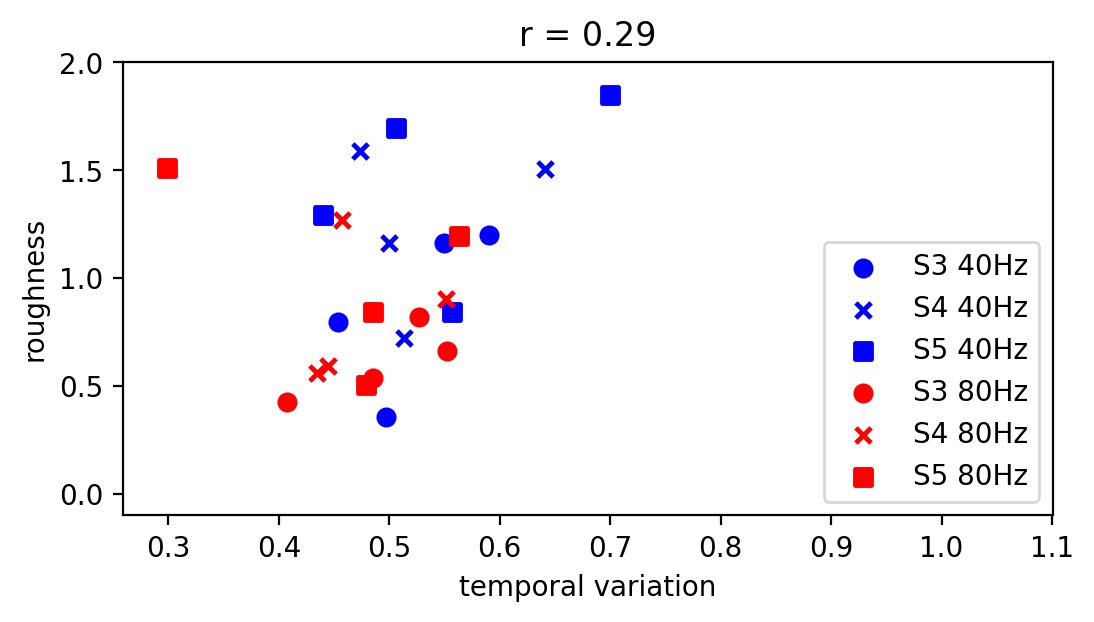 r = 0.29
2.0
1.5
1.0
0.5
0.0
roughness
S3 40Hz
S4 40Hz
S5 40Hz
S3 80Hz
S4 80Hz
S5 80Hz
0.3 0.4 0.5 0.6 0.7 0.8 0.9 1.0 1.1
temporal variation